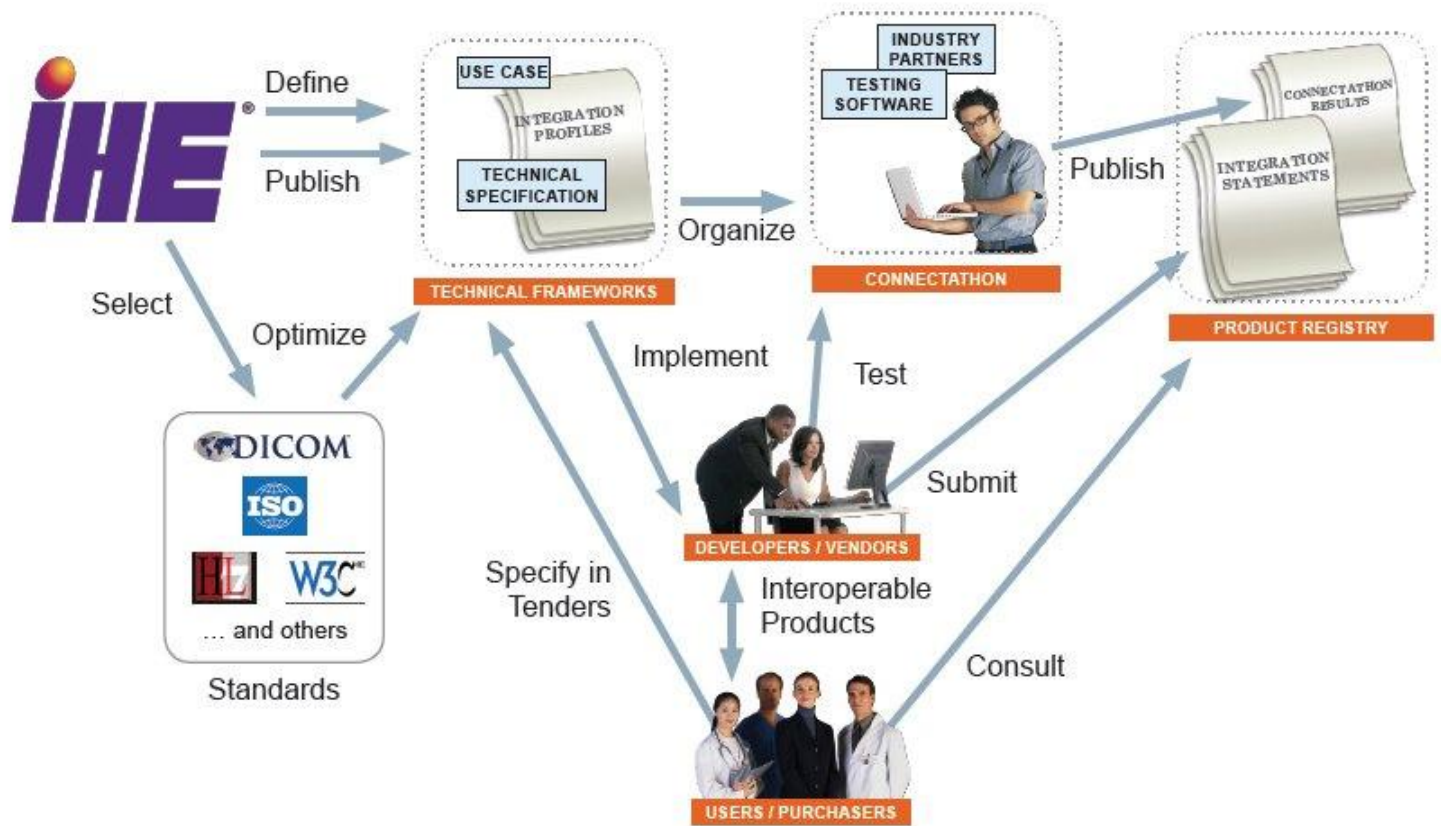 iHE®
Define
Publish
USE CASE
INTEGRATION
PROFILES
TECHNICAL
SPECIFICATION
TECHNICAL FRAMEWORKS
Organize
INDUSTRY
PARTNERS
TESTING
SOFTWARE
CONNECTATHON
Publish
CONNECTATHON
RESULTS
INTEGRATION
STATEMENTS
PRODUCT REGISTRY
Select
Optimize
Implement
Test
Submit
DICOM
ISO
HL7
W3C
... and others
Standards
DEVELOPERS / VENDORS
Specify in
Tenders
Interoperable
Products
Consult
USERS / PURCHASERS